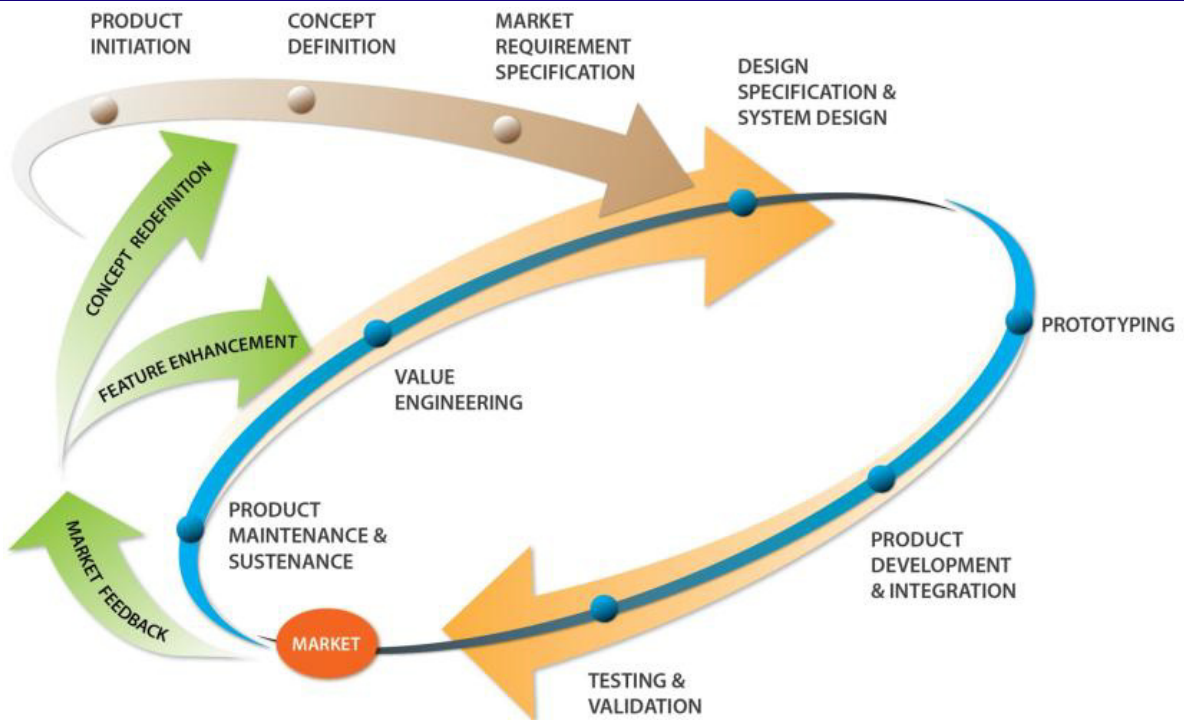 PRODUCT
INITIATION
CONCEPT
DEFINITION
MARKET
REQUIREMENT
SPECIFICATION
DESIGN
SPECIFICATION &
SYSTEM DESIGN
CONCEPT REDEFINITION
FEATURE ENHANCEMENT
PROTOTYPING
VALUE
ENGINEERING
PRODUCT
MAINTENANCE &
SUSTENANCE
MARKET FEEDBACK
PRODUCT
DEVELOPMENT
& INTEGRATION
MARKET
TESTING &
VALIDATION